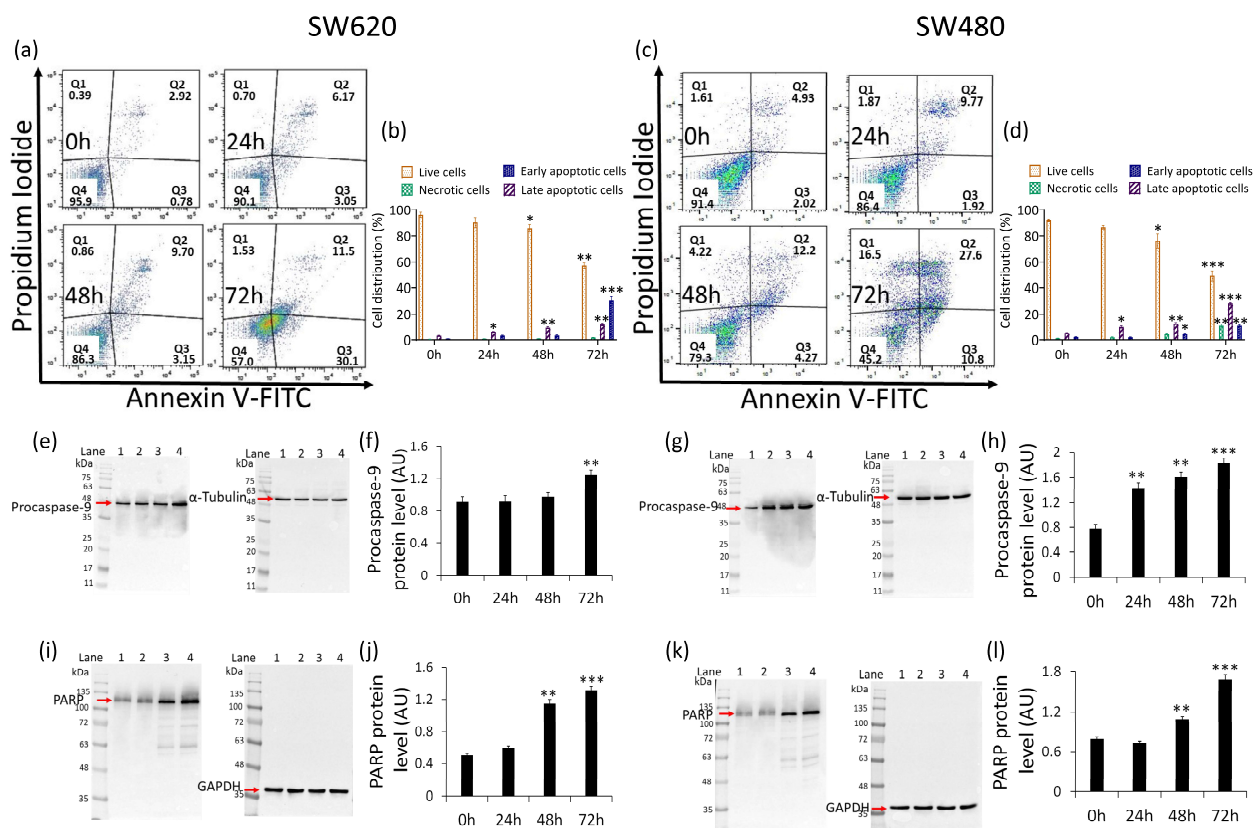 SW620
SW480
(a)
Propidium Iodide
Annexin V-FITC
Q1
0.39
Q2
2.92
0h
Q4
95.9
Q3
0.78
Q1
0.70
Q2
6.17
24h
Q4
90.1
Q3
3.05
Q1
0.86
Q2
9.70
48h
Q4
86.3
Q3
3.15
Q1
1.53
Q2
11.5
72h
Q4
57.0
Q3
30.1
(b)
Live cells
Early apoptotic cells
Necrotic cells
Late apoptotic cells
Cell distribution (%)
100
80
60
40
20
0
* ** ***
* ** **
0h 24h 48h 72h
(c)
Propidium Iodide
Annexin V-FITC
Q1
1.61
Q2
4.93
0h
Q4
91.4
Q3
2.02
Q1
1.87
Q2
9.77
24h
Q4
86.4
Q3
1.92
Q1
4.22
Q2
12.2
48h
Q4
79.3
Q3
4.27
Q1
16.5
Q2
27.6
72h
Q4
45.2
Q3
10.8
(d)
Live cells
Early apoptotic cells
Necrotic cells
Late apoptotic cells
Cell distribution (%)
100
80
60
40
20
0
* *** ***
* ** * ** **
0h 24h 48h 72h
(e)
Lane 1 2 3 4
kDa
75
63
48
35
25
20
17
11
Procaspase-9
Lane 1 2 3 4
kDa
75
63
48
35
25
20
17
11
α-Tubulin
(f)
Procaspase-9
protein level (AU)
1.6
1.2
0.8
0.4
0
**
0h 24h 48h 72h
(g)
Lane 1 2 3 4
kDa
75
63
48
35
25
20
17
11
Procaspase-9
Lane 1 2 3 4
kDa
75
63
48
35
25
20
17
11
α-Tubulin
(h)
Procaspase-9
protein level (AU)
2
1.6
1.2
0.8
0.4
0
** ** ***
0h 24h 48h 72h
(i)
Lane 1 2 3 4
kDa
135
100
72
63
48
35
PARP
Lane 1 2 3 4
kDa
135
100
72
63
48
35
GAPDH
(j)
PARP protein
level (AU)
1.6
1.2
0.8
0.4
0
** ***
0h 24h 48h 72h
(k)
Lane 1 2 3 4
kDa
135
100
72
63
48
35
PARP
Lane 1 2 3 4
kDa
135
100
72
63
48
35
GAPDH
(l)
PARP protein
level (AU)
1.8
1.2
0.6
0
** ***
0h 24h 48h 72h